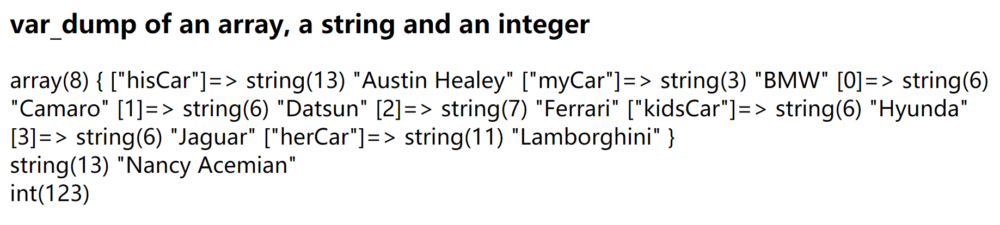 var_dump of an array, a string and an integer
array(8) { ["hisCar"]=> string(13) "Austin Healey" ["myCar"]=> string(3) "BMW" [0]=> string(6)
"Camaro" [1]=> string(6) "Datsun" [2]=> string(7) "Ferrari" ["kidsCar"]=> string(6) "Hyunda"
[3]=> string(6) "Jaguar" ["herCar"]=> string(11) "Lamborghini" }
string(13) "Nancy Acemian"
int(123)